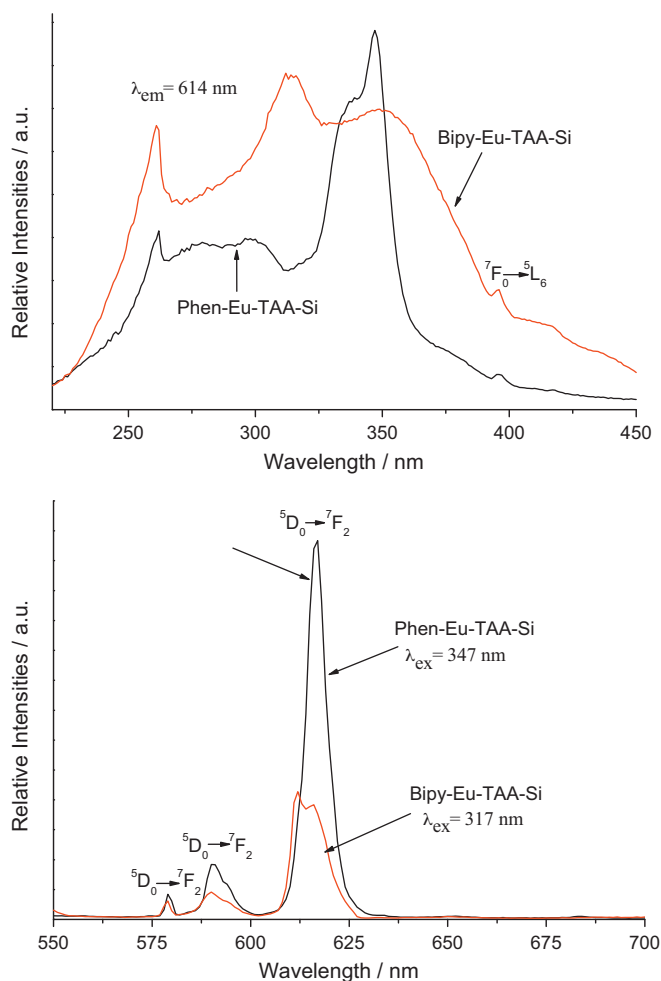 λem = 614 nm
Bipy-Eu-TAA-Si
⁷F₀→⁵L₆
Phen-Eu-TAA-Si
Relative Intensities / a.u.
250 300 350 400 450
Wavelength / nm
⁵D₀→⁷F₂
Phen-Eu-TAA-Si
λex= 347 nm
Bipy-Eu-TAA-Si
λex= 317 nm
⁵D₀→⁷F₂
⁵D₀→⁷F₂
Relative Intensities / a.u.
550 575 600 625 650 675 700
Wavelength / nm